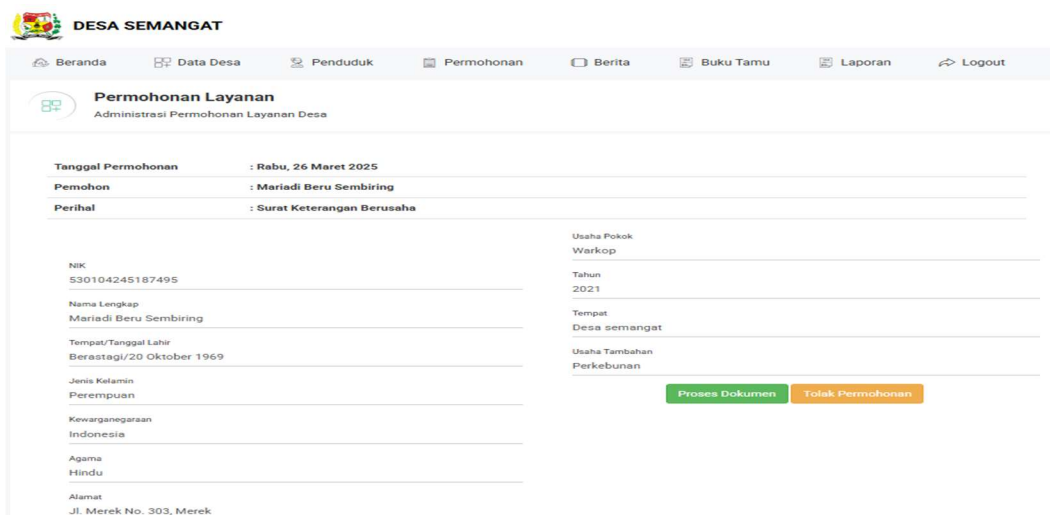 DESA SEMANGAT
Beranda Data Desa Penduduk Permohonan Berita Buku Tamu Laporan Logout
Permohonan Layanan
Administrasi Permohonan Layanan Desa
Tanggal Permohonan : Rabu, 26 Maret 2025
Pemohon : Mariadi Beru Sembiring
Perihal : Surat Keterangan Berusaha
NIK
530104245187495
Nama Lengkap
Mariadi Beru Sembiring
Tempat/Tanggal Lahir
Berastagi/20 Oktober 1969
Jenis Kelamin
Perempuan
Kewarganegaraan
Indonesia
Agama
Hindu
Alamat
Jl. Merek No. 303, Merek
Usaha Pokok
Warkop
Tahun
2021
Tempat
Desa semangat
Usaha Tambahan
Perkebunan
Proses Dokumen Tolak Permohonan